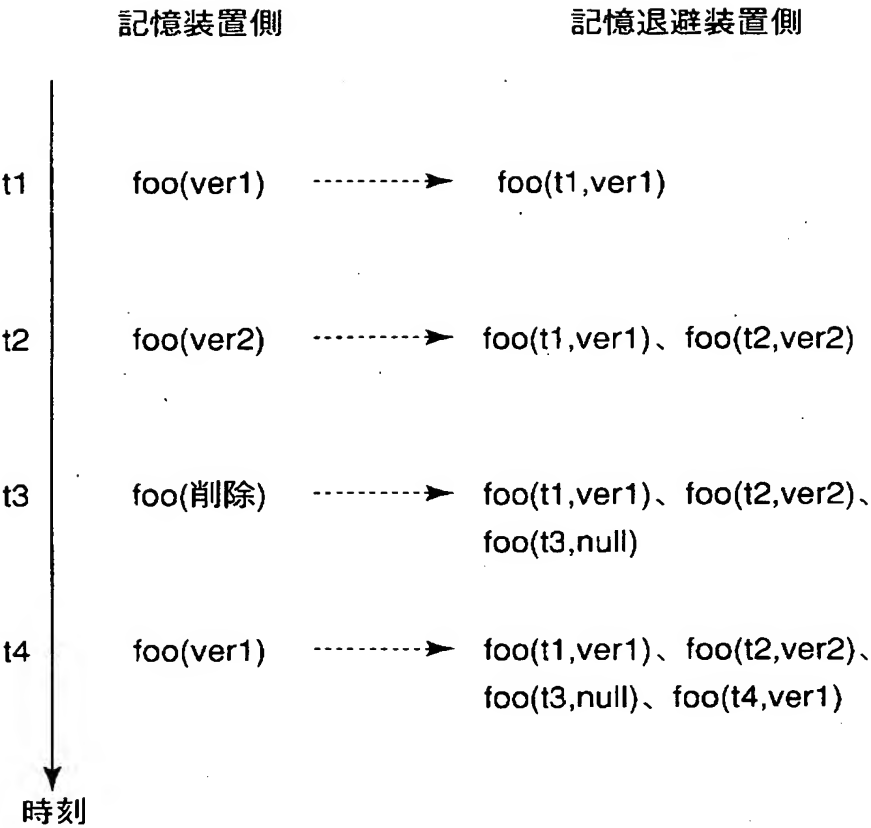 記憶装置側 記憶退避装置側
t1 foo(ver1) foo(t1,ver1)
t2 foo(ver2) foo(t1,ver1)、foo(t2,ver2)
t3 foo(削除) foo(t1,ver1)、foo(t2,ver2)、
foo(t3,null)
t4 foo(ver1) foo(t1,ver1)、foo(t2,ver2)、
foo(t3,null)、foo(t4,ver1)
時刻